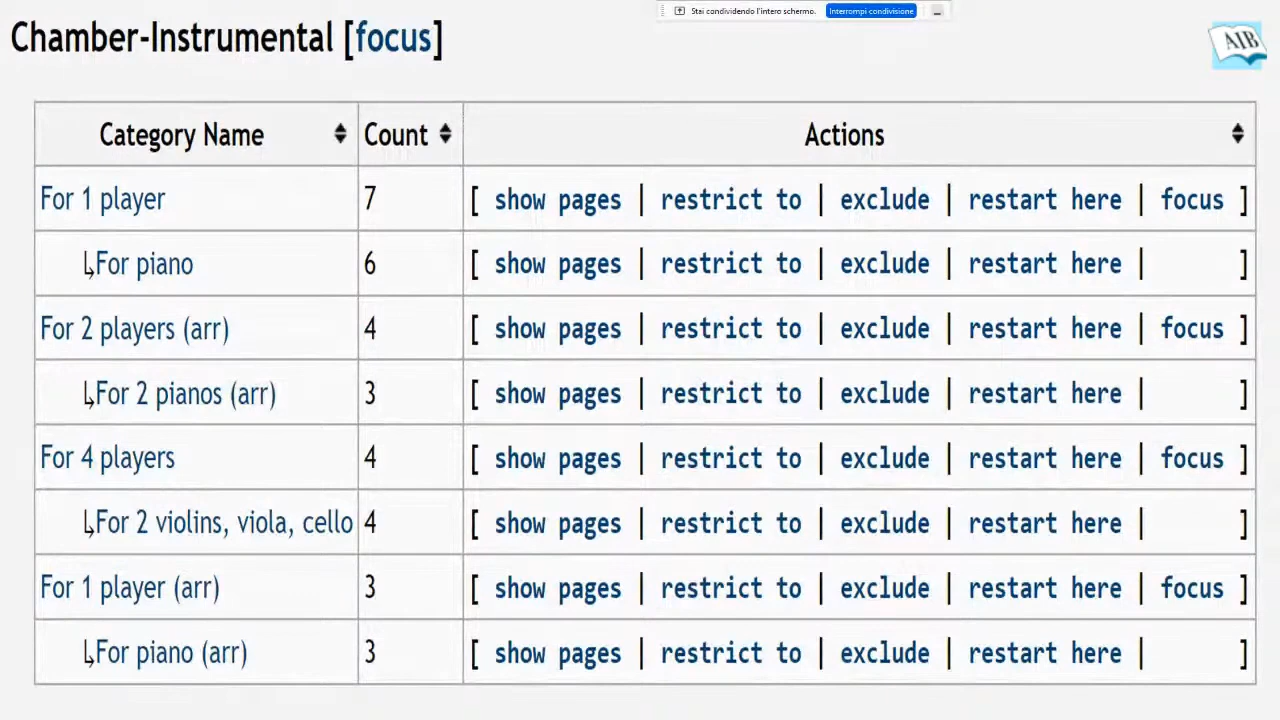 Stai condividendo l'intero schermo. Interrompi condivisione
Chamber-Instrumental [focus]
AIB
Category Name Count Actions
For 1 player 7 [ show pages | restrict to | exclude | restart here | focus ]
↳For piano 6 [ show pages | restrict to | exclude | restart here | ]
For 2 players (arr) 4 [ show pages | restrict to | exclude | restart here | focus ]
↳For 2 pianos (arr) 3 [ show pages | restrict to | exclude | restart here | ]
For 4 players 4 [ show pages | restrict to | exclude | restart here | focus ]
↳For 2 violins, viola, cello 4 [ show pages | restrict to | exclude | restart here | ]
For 1 player (arr) 3 [ show pages | restrict to | exclude | restart here | focus ]
↳For piano (arr) 3 [ show pages | restrict to | exclude | restart here | ]